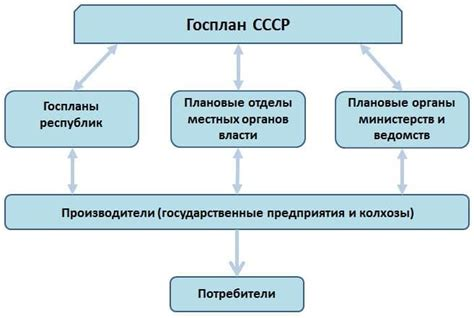 Госплан СССР
Госпланы
республик
Плановые отделы
местных органов
власти
Плановые органы
министерств и
ведомств
Производители (государственные предприятия и колхозы)
Потребители